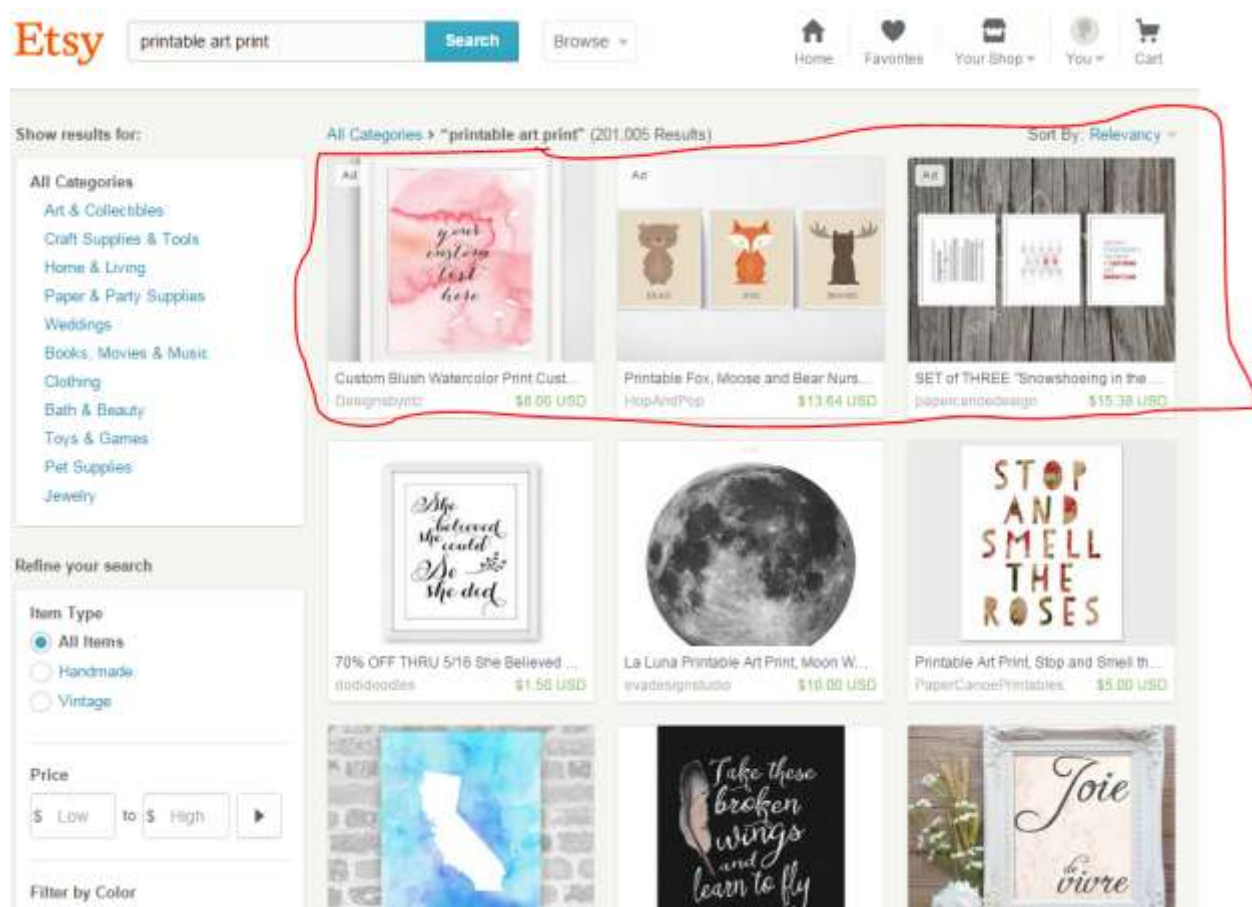 Etsy
printable art print
Search
Browse
Home
Favorites
Your Shop
You
Cart
Show results for:
All Categories
Art & Collectibles
Craft Supplies & Tools
Home & Living
Paper & Party Supplies
Weddings
Books, Movies & Music
Clothing
Bath & Beauty
Toys & Games
Pet Supplies
Jewelry
Refine your search
Item Type
All Items
Handmade
Vintage
Price
$ Low to $ High
Filter by Color
All Categories > "printable art print" (201,005 Results)
Sort By: Relevancy
Ad
your
custom
text
here
Custom Blush Watercolor Print Cust...
$8.00 USD
Ad
BEAR FOX MOOSE
Printable Fox, Moose and Bear Nurs...
HopAndPop $13.64 USD
Ad
SET of THREE "Snowshoeing in the ...
papercanoedesign $15.38 USD
She
believed
she could
So
she did
70% OFF THRU 5/16 She Believed ...
dodidoodles $1.56 USD
La Luna Printable Art Print, Moon W...
evadesignstudio $10.00 USD
STOP
AND
SMELL
THE
ROSES
Printable Art Print, Stop and Smell th...
PaperCanoePrintables $5.00 USD
Take these
broken
wings
and
learn to fly
Joie
de
vivre